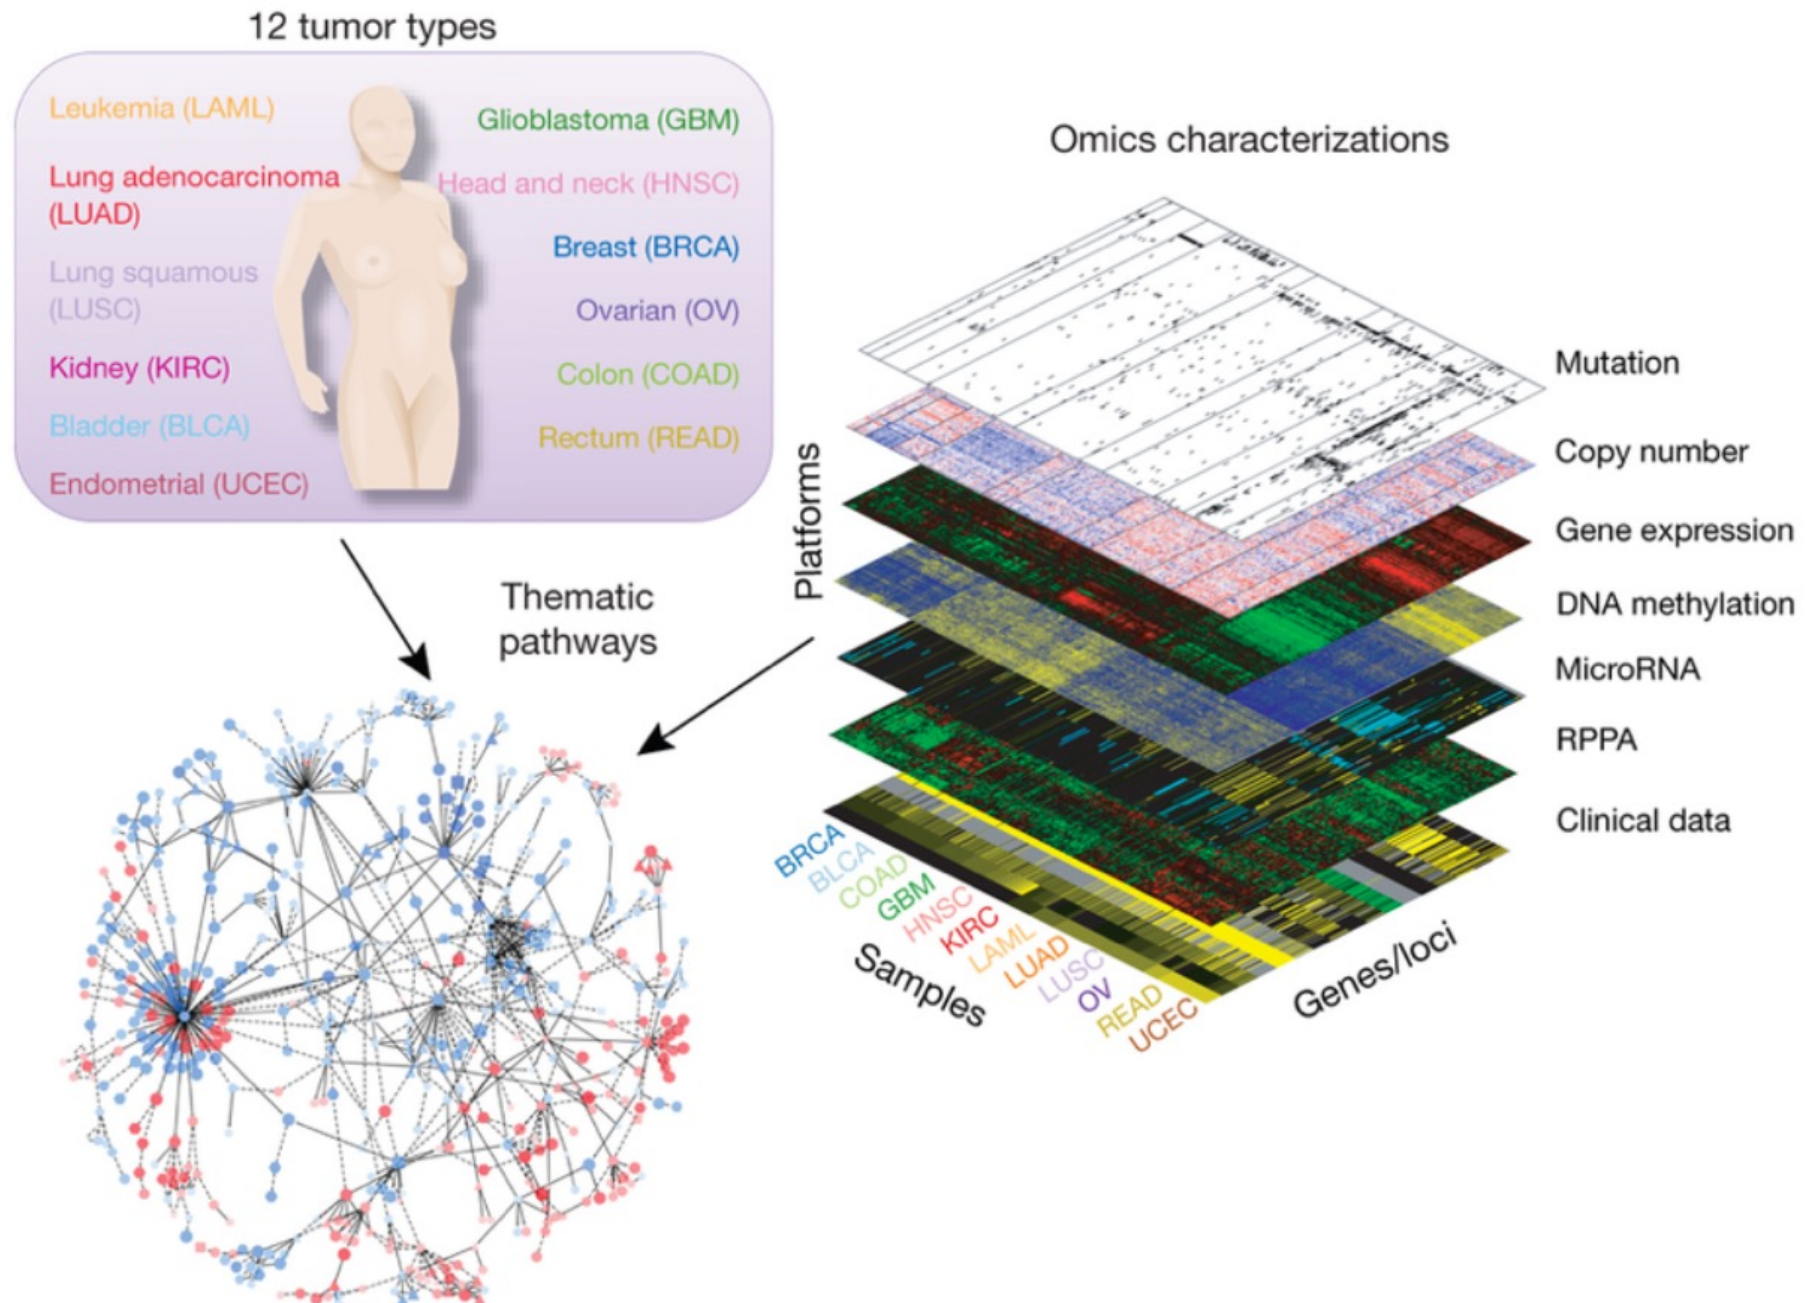 12 tumor types
Leukemia (LAML)
Lung adenocarcinoma
(LUAD)
Lung squamous
(LUSC)
Kidney (KIRC)
Bladder (BLCA)
Endometrial (UCEC)
Glioblastoma (GBM)
Head and neck (HNSC)
Breast (BRCA)
Ovarian (OV)
Colon (COAD)
Rectum (READ)
Thematic
pathways
Omics characterizations
Platforms
Mutation
Copy number
Gene expression
DNA methylation
MicroRNA
RPPA
Clinical data
BRCA
BLCA
COAD
GBM
HNSC
KIRC
LAML
LUAD
LUSC
OV
READ
UCEC
Samples
Genes/loci